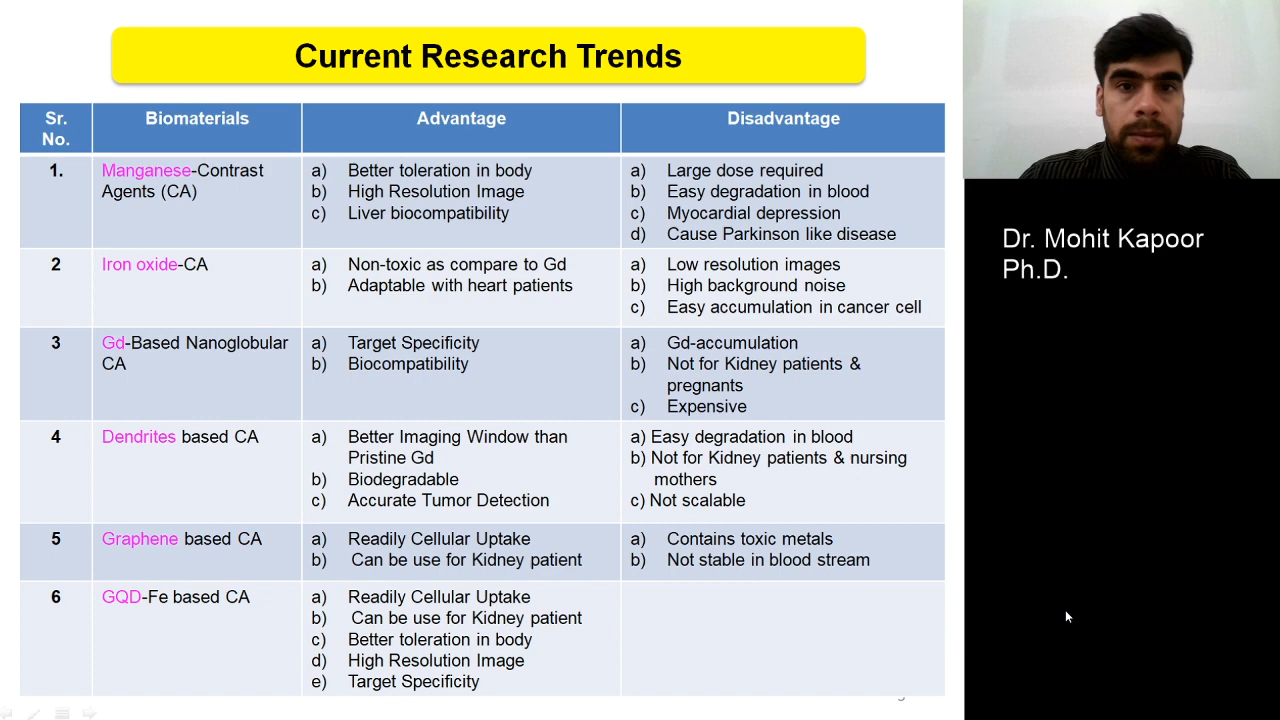 Current Research Trends
Sr. No.
Biomaterials
Advantage
Disadvantage
1.
Manganese-Contrast
Agents (CA)
a) Better toleration in body
b) High Resolution Image
c) Liver biocompatibility
a) Large dose required
b) Easy degradation in blood
c) Myocardial depression
d) Cause Parkinson like disease
2
Iron oxide-CA
a) Non-toxic as compare to Gd
b) Adaptable with heart patients
a) Low resolution images
b) High background noise
c) Easy accumulation in cancer cell
3
Gd-Based Nanoglobular
CA
a) Target Specificity
b) Biocompatibility
a) Gd-accumulation
b) Not for Kidney patients &
pregnants
c) Expensive
4
Dendrites based CA
a) Better Imaging Window than
Pristine Gd
b) Biodegradable
c) Accurate Tumor Detection
a) Easy degradation in blood
b) Not for Kidney patients & nursing
mothers
c) Not scalable
5
Graphene based CA
a) Readily Cellular Uptake
b) Can be use for Kidney patient
a) Contains toxic metals
b) Not stable in blood stream
6
GQD-Fe based CA
a) Readily Cellular Uptake
b) Can be use for Kidney patient
c) Better toleration in body
d) High Resolution Image
e) Target Specificity
Dr. Mohit Kapoor
Ph.D.